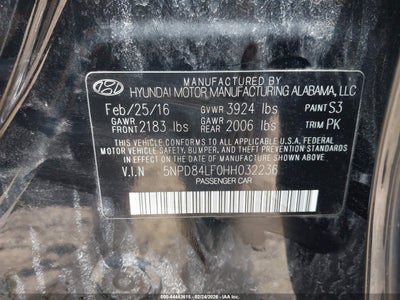 MANUFACTURED BY
HYUNDAI MOTOR MANUFACTURING ALABAMA, LLC
Feb/25/16 GVWR 3924 lbs PAINT S3
GAWR FRONT 2183 lbs GAWR REAR 2006 lbs TRIM PK
THIS VEHICLE CONFORMS TO ALL APPLICABLE U.S.A. FEDERAL
MOTOR VEHICLE SAFETY, BUMPER, AND THEFT PREVENTION
STANDARDS IN EFFECT ON THE DATE OF MANUFACTURE SHOWN ABOVE.
V.I.N 5NPD84LF0HH032236
PASSENGER CAR
600-44443615 - 02/24/2026 - IAA Inc.